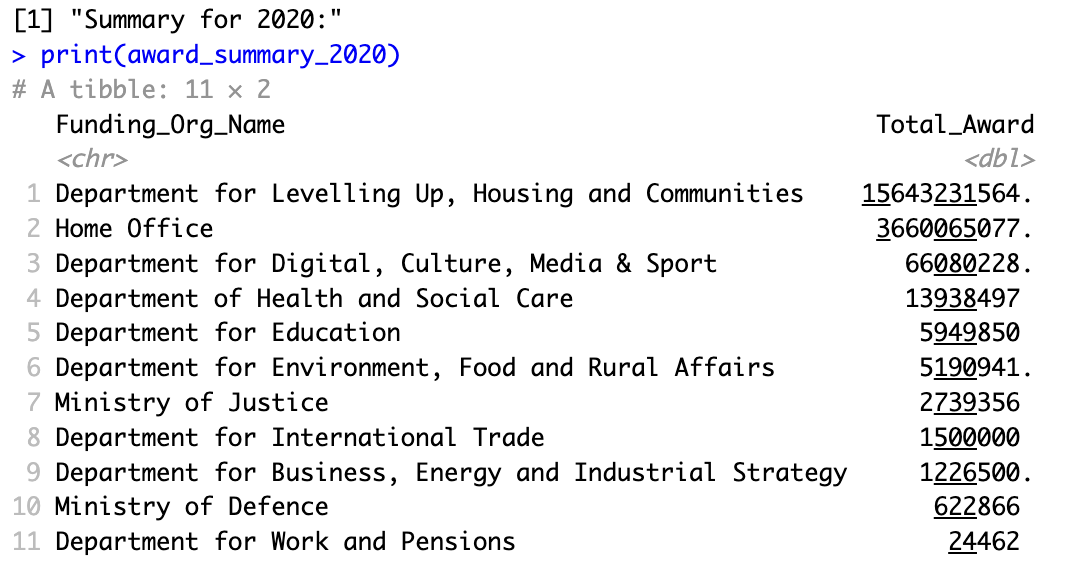 [1] "Summary for 2020:"
> print(award_summary_2020)
# A tibble: 11 × 2
Funding_Org_Name Total_Award
<chr> <dbl>
1 Department for Levelling Up, Housing and Communities 15643231564.
2 Home Office 3660065077.
3 Department for Digital, Culture, Media & Sport 66080228.
4 Department of Health and Social Care 13938497
5 Department for Education 5949850
6 Department for Environment, Food and Rural Affairs 5190941.
7 Ministry of Justice 2739356
8 Department for International Trade 1500000
9 Department for Business, Energy and Industrial Strategy 1226500.
10 Ministry of Defence 622866
11 Department for Work and Pensions 24462